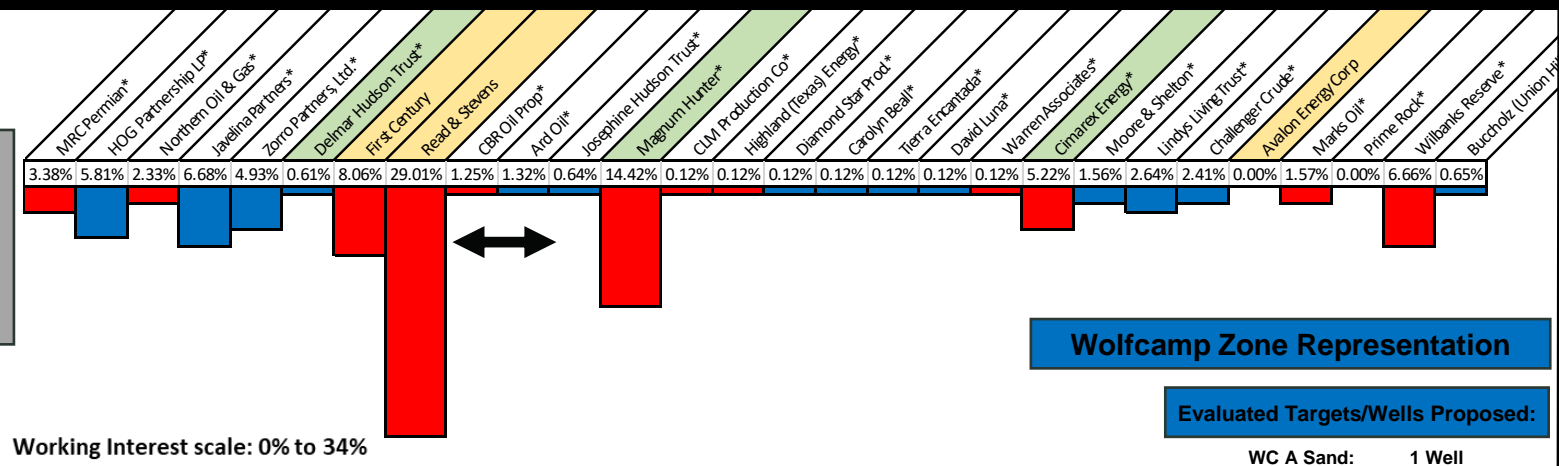 MRC Permian*
HOG Partnership LP*
Northern Oil & Gas*
Javelina Partners*
Zorro Partners, Ltd.*
Delmar Hudson Trust*
First Century
Read & Stevens
CBR Oil Prop*
Ard Oil*
Josephine Hudson Trust*
Magnum Hunter*
CLM Production Co*
Highland (Texas) Energy*
Diamond Star Prod.*
Carolyn Beall*
Tierra Encantada*
David Luna*
Warren Associates*
Cimarex Energy*
Moore & Shelton*
Lindys Living Trust*
Challenger Crude*
Avalon Energy Corp
Marks Oil*
Prime Rock*
Wilbanks Reserve*
Buccholz (Union Hil
3.38% 5.81% 2.33% 6.68% 4.93% 0.61% 8.06% 29.01% 1.25% 1.32% 0.64% 14.42% 0.12% 0.12% 0.12% 0.12% 0.12% 0.12% 0.12% 5.22% 1.56% 2.64% 2.41% 0.00% 1.57% 0.00% 6.66% 0.65%
Wolfcamp Zone Representation
Evaluated Targets/Wells Proposed:
Working Interest scale: 0% to 34%
WC A Sand: 1 Well